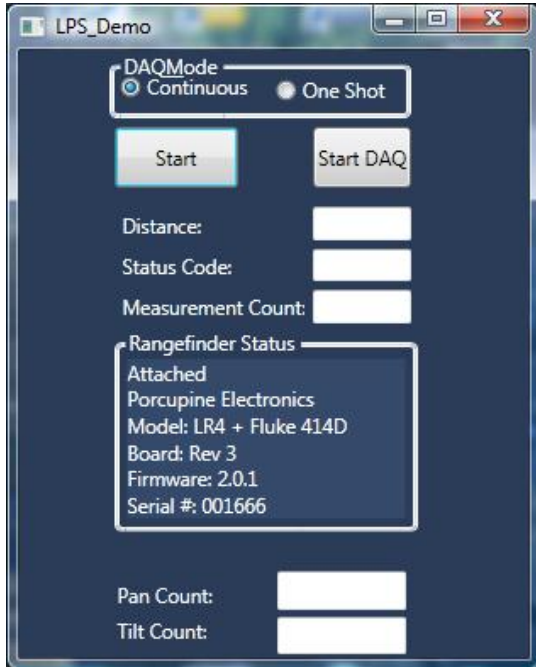 LPS_Demo
DAQMode
Continuous One Shot
Start Start DAQ
Distance:
Status Code:
Measurement Count:
Rangefinder Status
Attached
Porcupine Electronics
Model: LR4 + Fluke 414D
Board: Rev 3
Firmware: 2.0.1
Serial #: 001666
Pan Count:
Tilt Count: